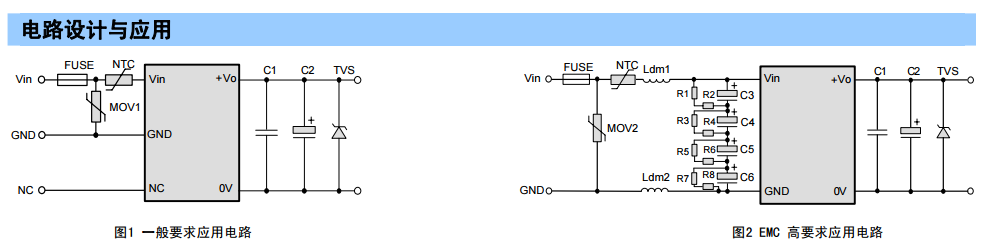 电路设计与应用
FUSE NTC C1 C2 TVS
Vin Vin +Vo
MOV1
+
GND GND
NC NC 0V
图1 一般要求应用电路
FUSE NTC Ldm1 C1 C2 TVS
Vin Vin +Vo
+
R1 R2 C3
+
R3 R4 C4
MOV2 +
+
R5 R6 C5
+
R7 R8 C6
Ldm2
GND GND 0V
图2 EMC 高要求应用电路